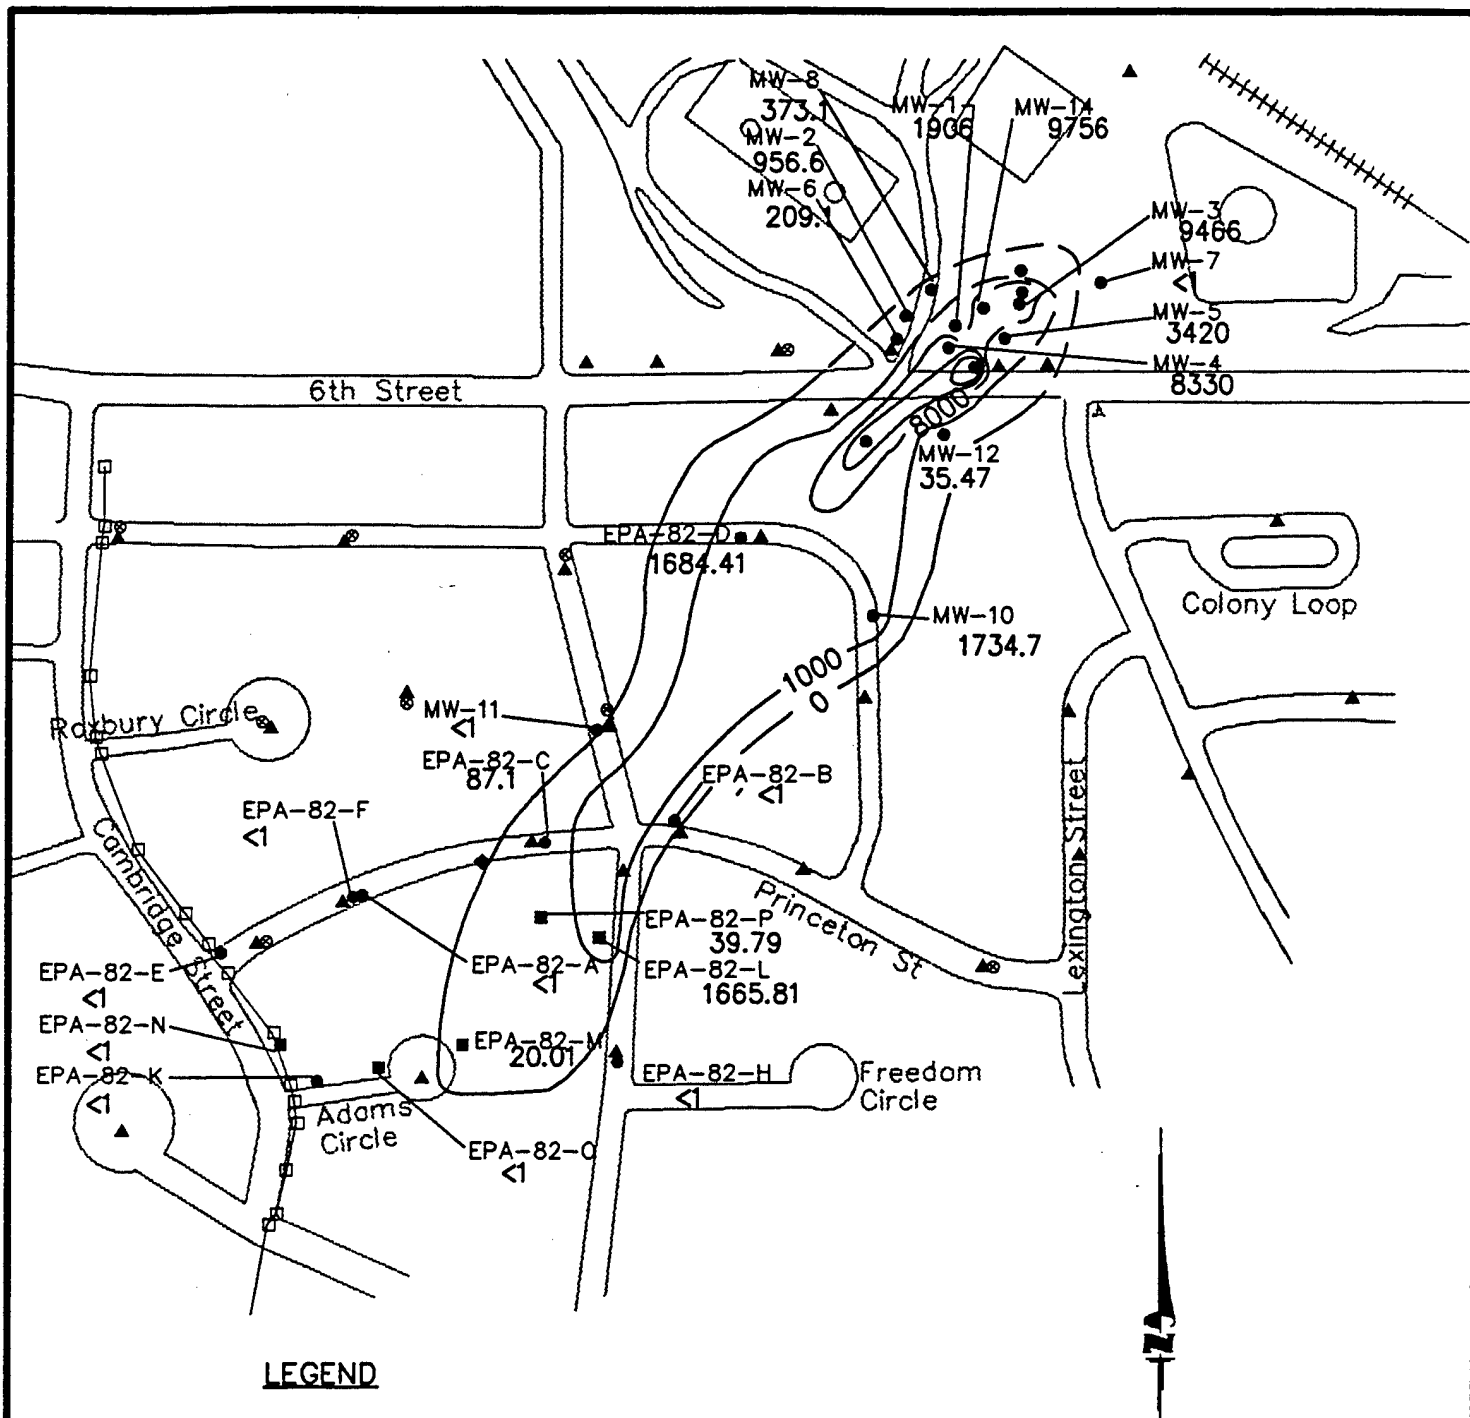 MW-8
373.1
MW-2
956.6
MW-6
209.1
MW-1
1906
MW-14
9756
MW-3
9466
MW-7
<1
MW-5
3420
MW-4
8330
6th Street
8000
MW-12
35.47
EPA-82-D
1684.41
MW-10
1734.7
Colony Loop
1000
0
Roxbury Circle
MW-11
<1
EPA-82-C
87.1
EPA-82-B
<1
EPA-82-F
<1
Cambridge Street
Lexington Street
Princeton St
EPA-82-P
39.79
EPA-82-L
1665.81
EPA-82-A
<1
EPA-82-E
<1
EPA-82-N
<1
EPA-82-K
<1
EPA-82-M
20.01
EPA-82-H
<1
Freedom
Circle
Adams
Circle
EPA-82-O
<1
LEGEND
N